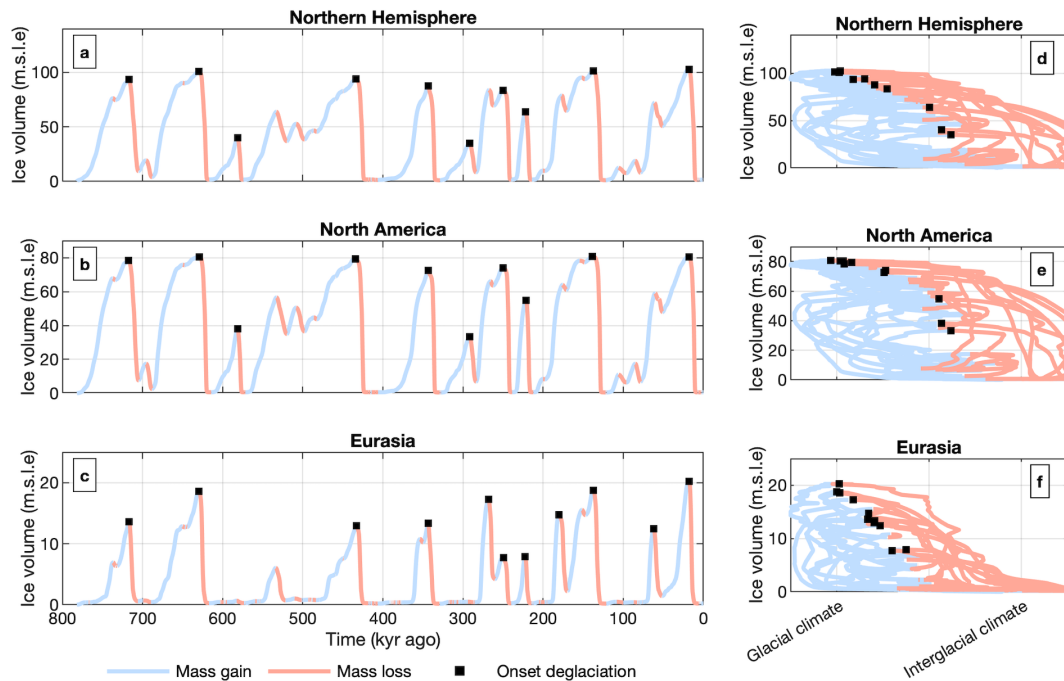 Northern Hemisphere
a
Ice volume (m.s.l.e)
100
50
0
North America
b
Ice volume (m.s.l.e)
80
60
40
20
0
Eurasia
c
Ice volume (m.s.l.e)
20
10
0
800 700 600 500 400 300 200 100 0
Time (kyr ago)
Mass gain Mass loss Onset deglaciation
Northern Hemisphere
d
Ice volume (m.s.l.e)
100
50
0
North America
e
Ice volume (m.s.l.e)
80
60
40
20
0
Eurasia
f
Ice volume (m.s.l.e)
20
10
0
Glacial climate
Interglacial climate